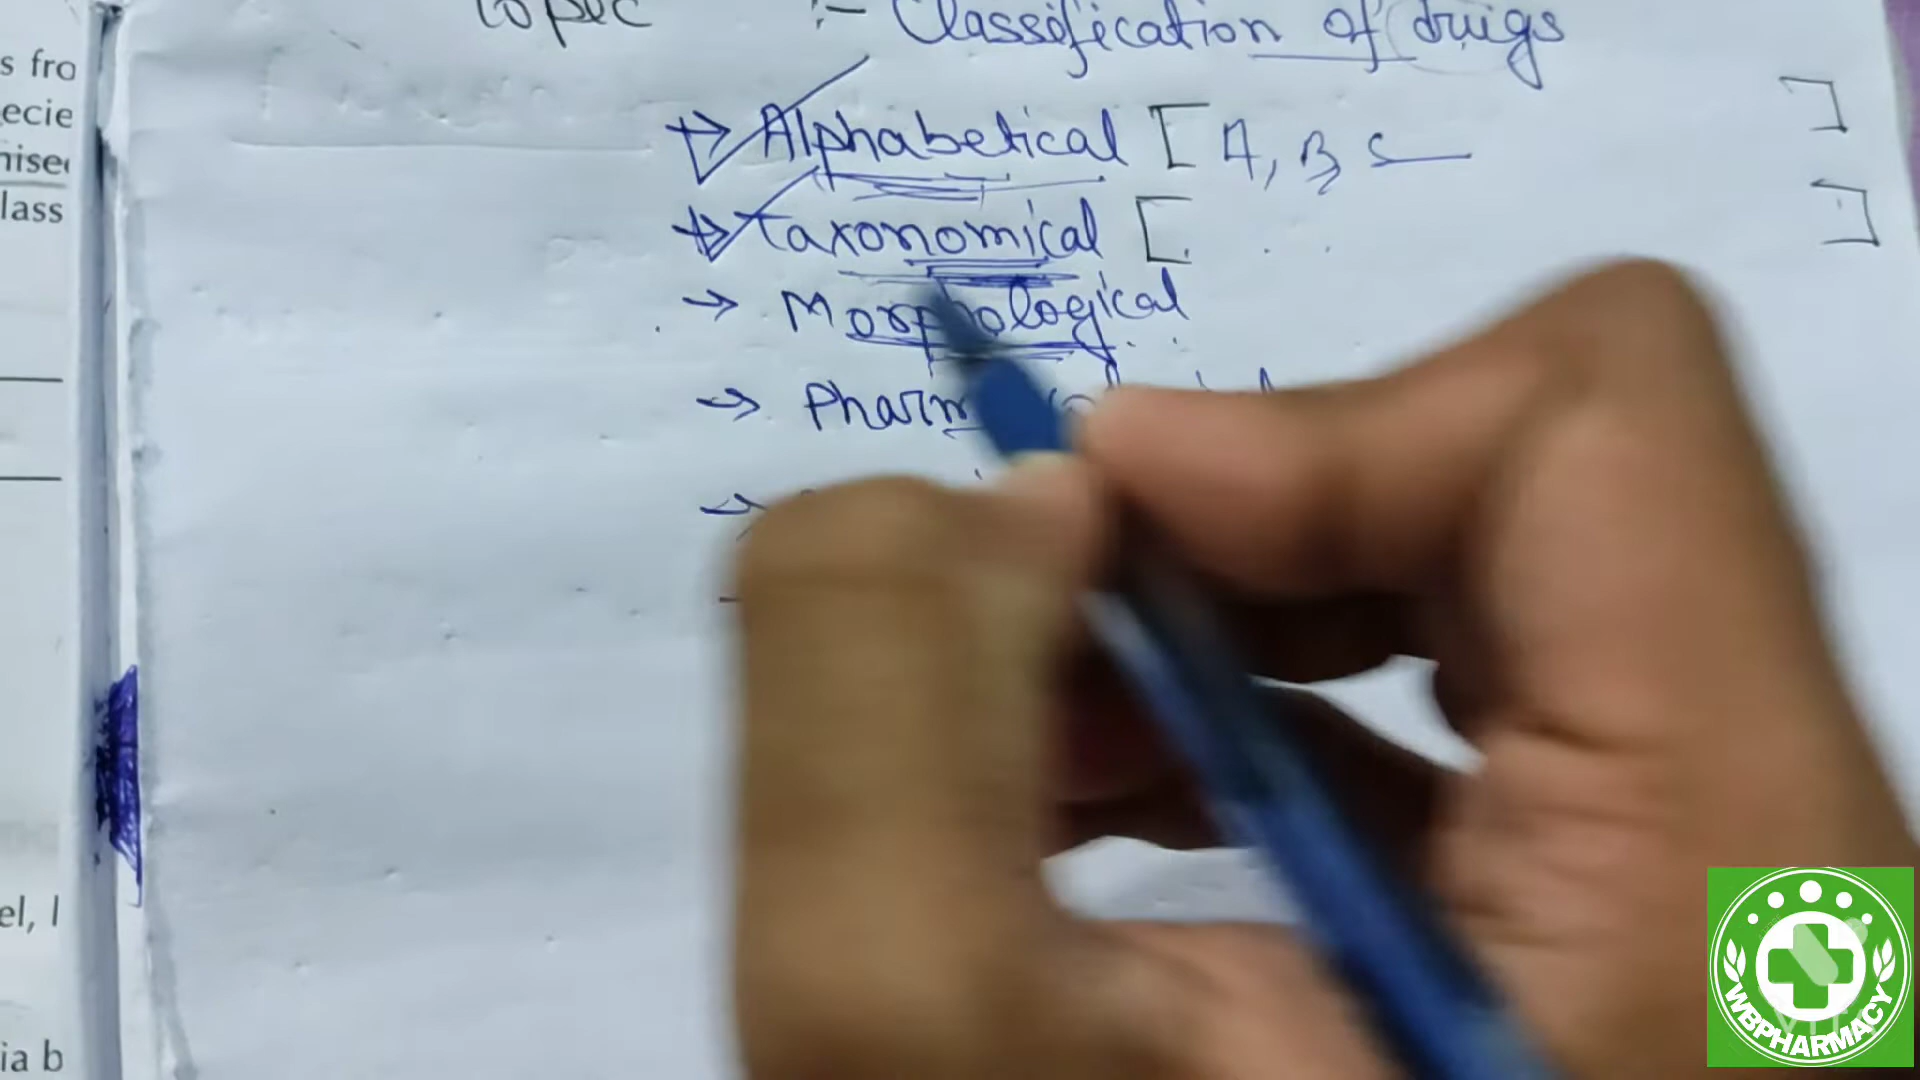 s fro
ecie
nise
lass
el, l
ia b
topic :- Classification of drugs
→ Alphabetical [ A, B, C ]
→ Taxonomical [ ]
→ Morphological
→ Pharm
→
WBPHARMACY